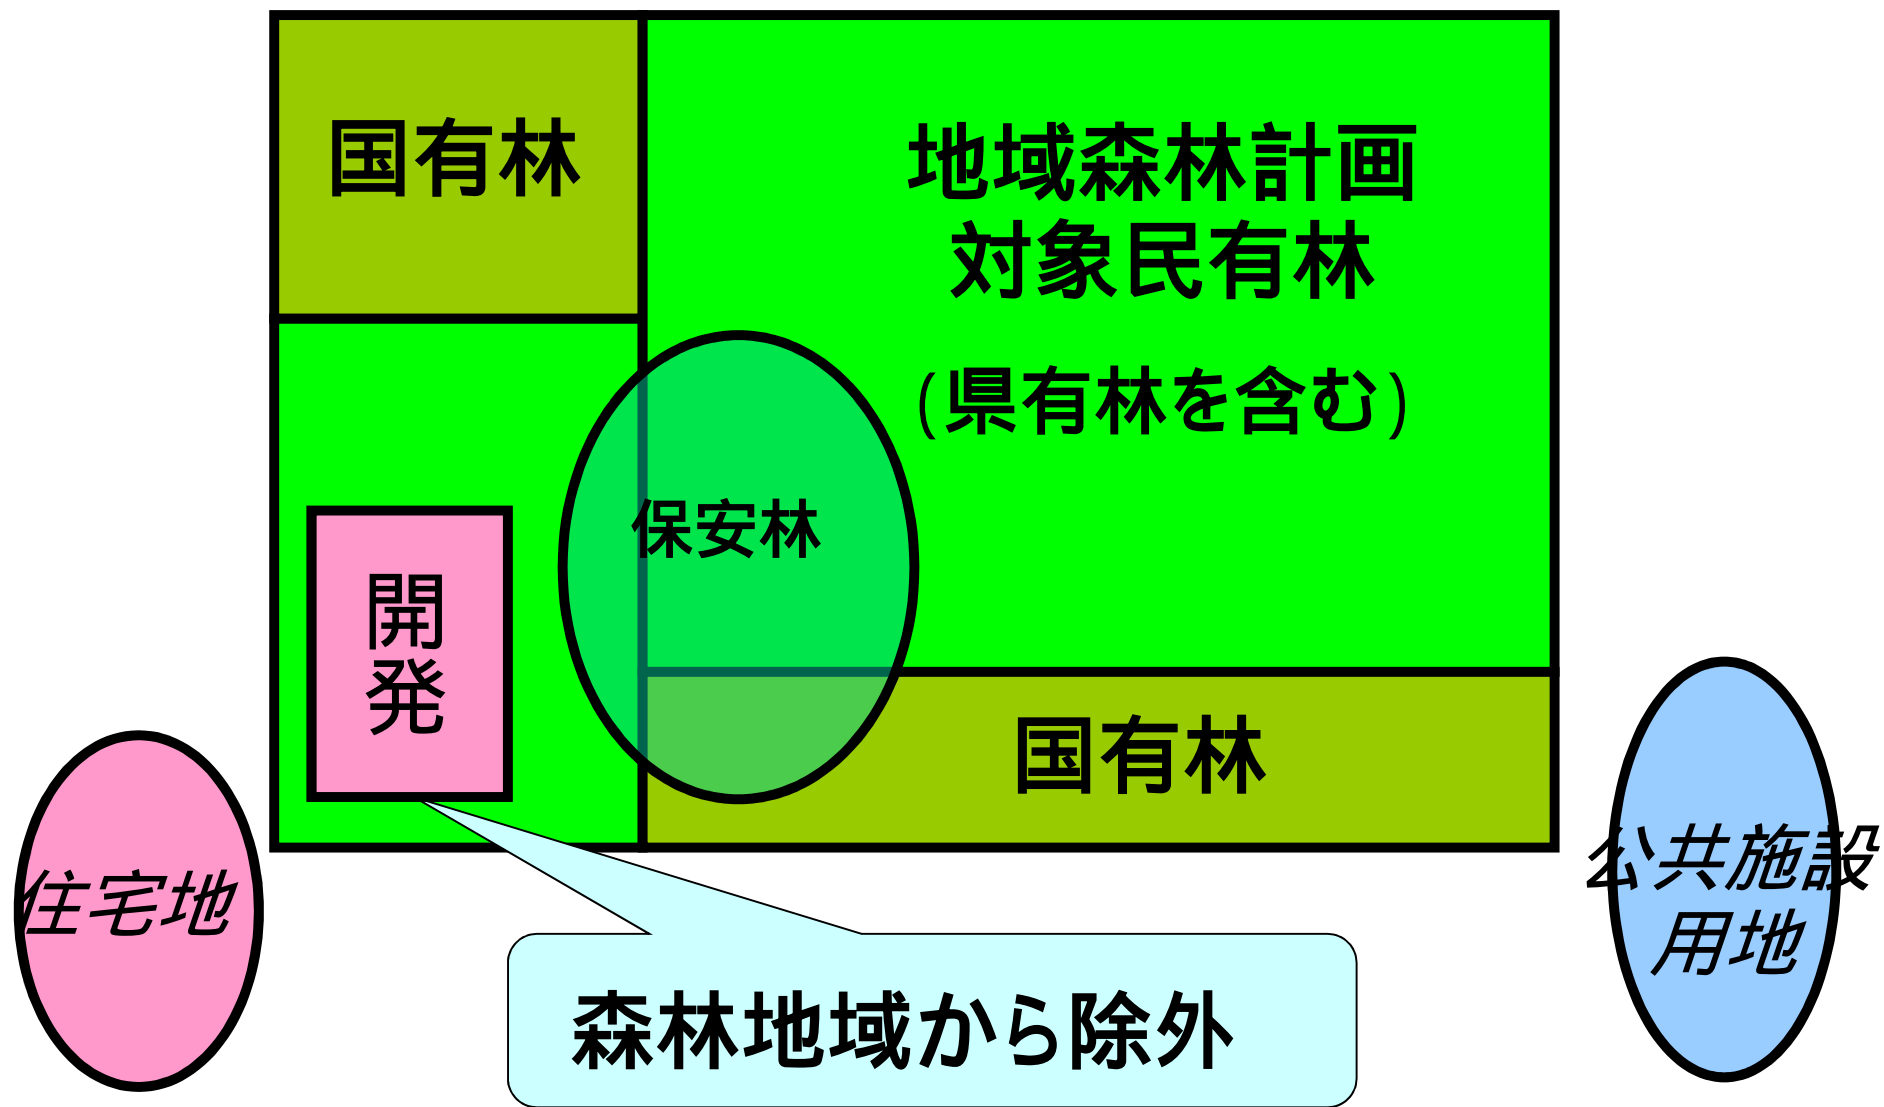 国有林
地域森林計画
対象民有林
(県有林を含む)
保安林
開
発
国有林
住宅地
公共施設
用地
森林地域から除外